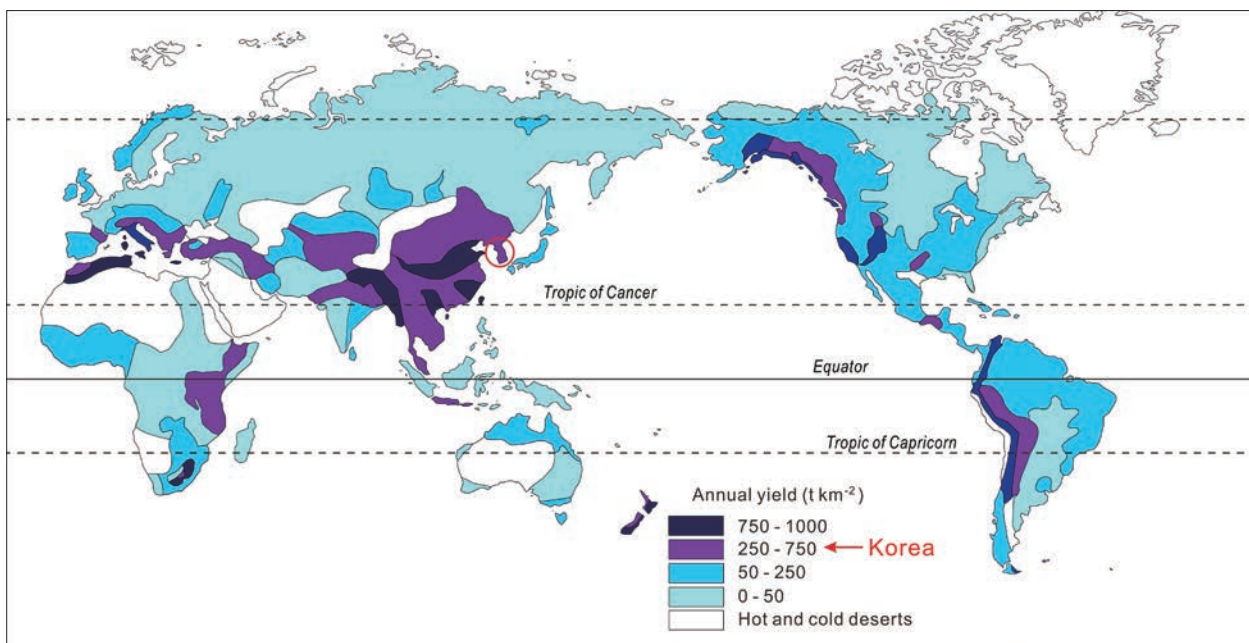 Tropic of Cancer
Equator
Tropic of Capricorn
Annual yield (t km⁻²)
750 - 1000
250 - 750 ← Korea
50 - 250
0 - 50
Hot and cold deserts